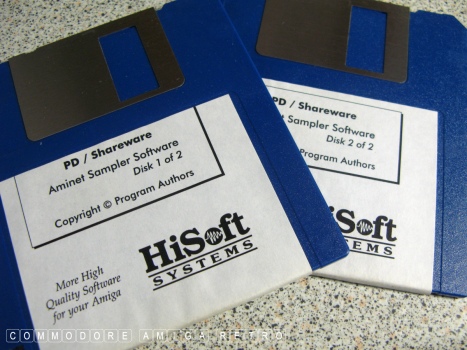 PD / Shareware
Aminet Sampler Software
Disk 1 of 2
Copyright © Program Authors
HiSoft
SYSTEMS
More High
Quality Software
for your Amiga
PD / Shareware
Sampler Software
Disk 2 of 2
Program Authors
HiSoft
EMS
COMMODORE AMIGA RETRO